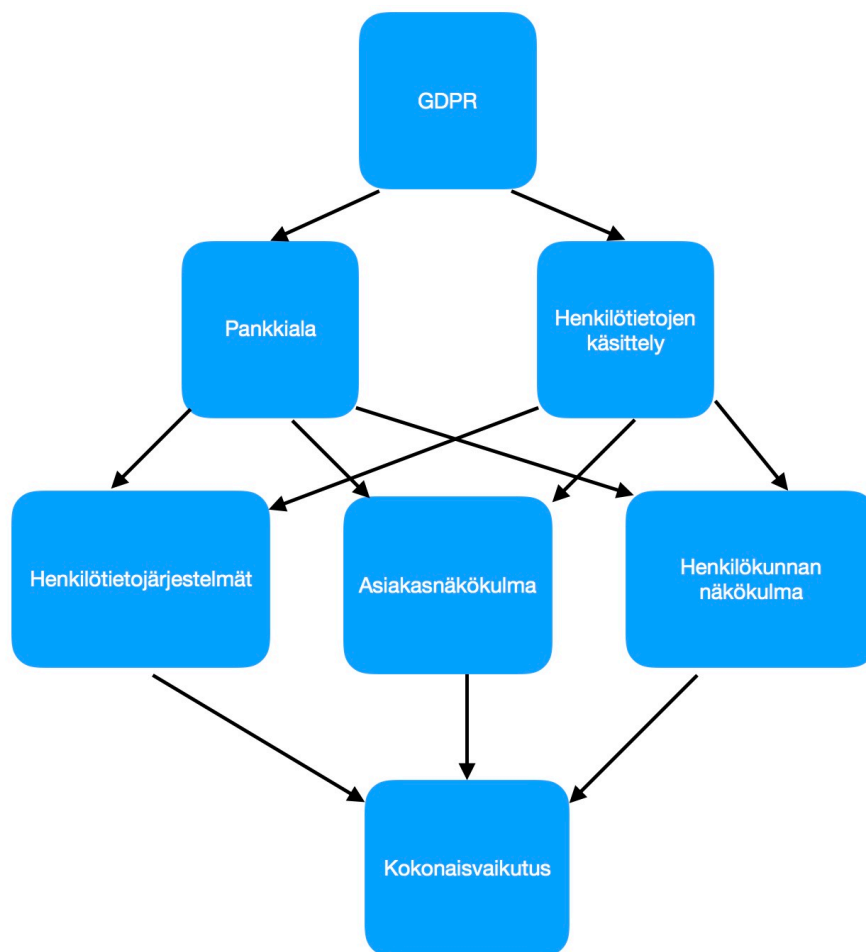 GDPR
Pankkiala
Henkilötietojen
käsittely
Henkilötietojärjestelmät
Asiakasnäkökulma
Henkilökunnan
näkökulma
Kokonaisvaikutus